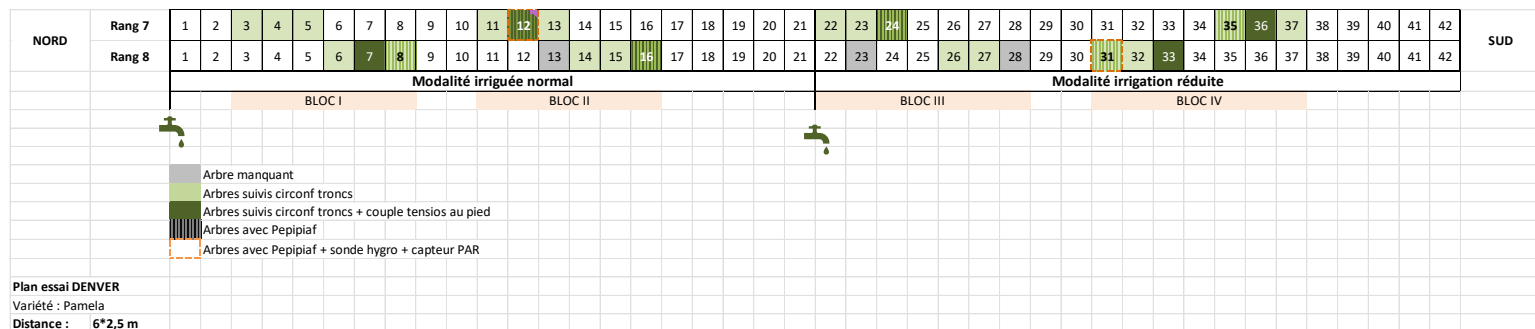 Rang 7 1 2 3 4 5 6 7 8 9 10 11 12 13 14 15 16 17 18 19 20 21 22 23 24 25 26 27 28 29 30 31 32 33 34 35 36 37 38 39 40 41 42
NORD SUD
Rang 8 1 2 3 4 5 6 7 8 9 10 11 12 13 14 15 16 17 18 19 20 21 22 23 24 25 26 27 28 29 30 31 32 33 34 35 36 37 38 39 40 41 42
Modalité irriguée normal Modalité irrigation réduite
BLOC I BLOC II BLOC III BLOC IV
Arbre manquant
Arbres suivis circonf troncs
Arbres suivis circonf troncs + couple tensios au pied
Arbres avec Pepipiaf
Arbres avec Pepipiaf + sonde hygro + capteur PAR
Plan essai DENVER
Variété : Pamela
Distance : 6*2,5 m